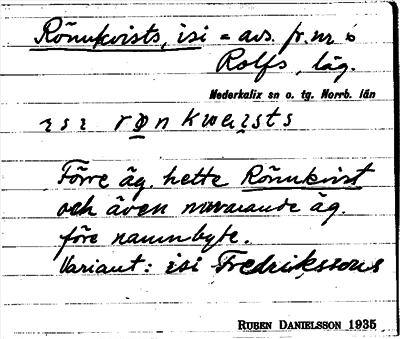 Rönnkvists, isi = avs. fr. nr 6
Rolfs, läg.
Nederkalix sn o. tg. Norrb. län
Förre äg. hette Rönnkvist
och även nuvarande äg.
före namnbyte.
Variant: isi Fredrikssons
RUBEN DANIELSSON 1935